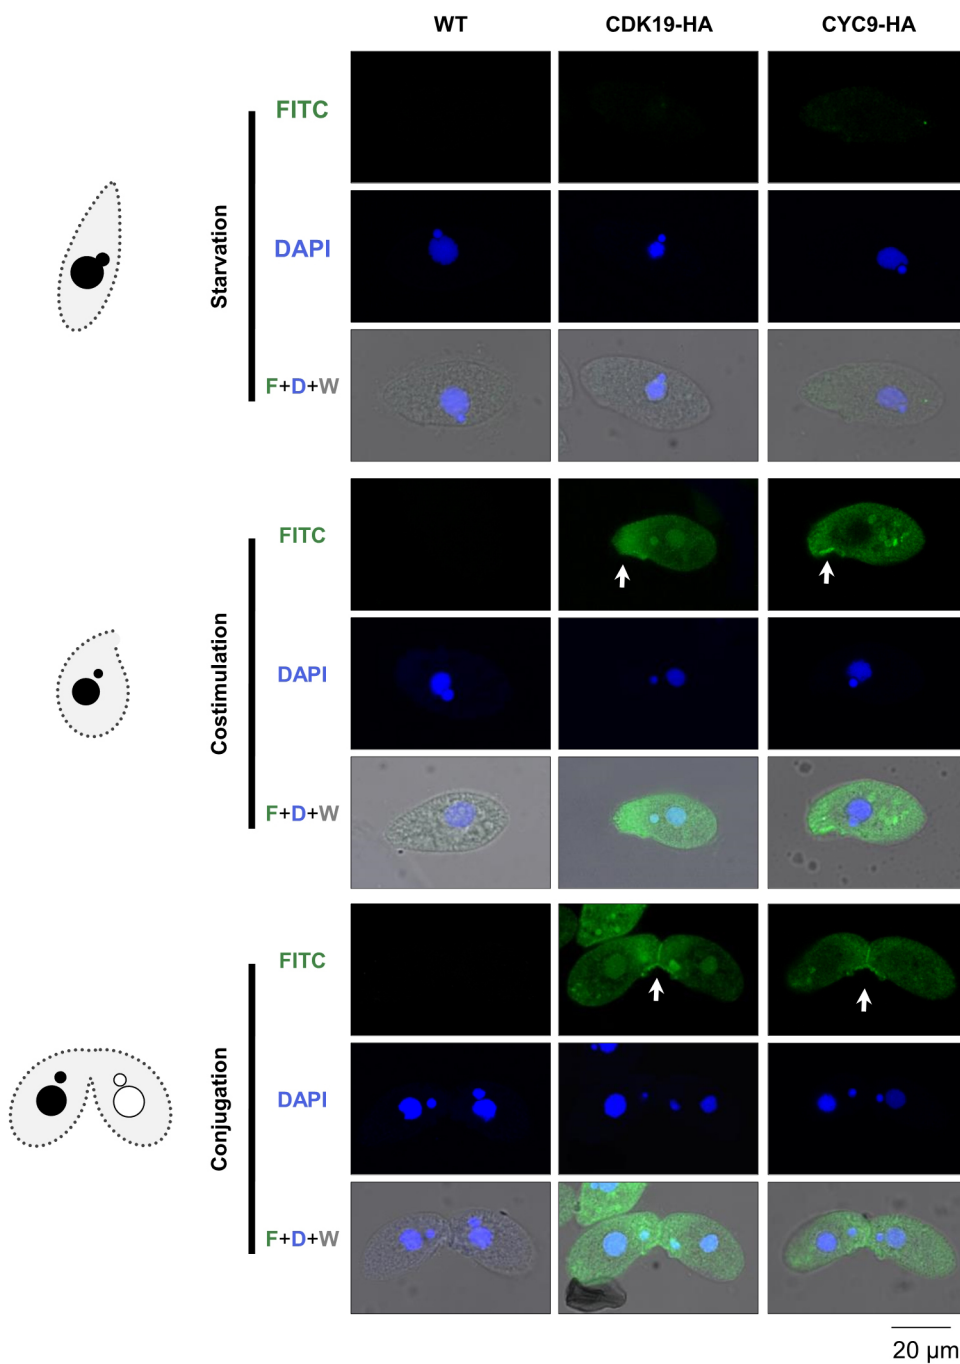 WT CDK19-HA CYC9-HA
Starvation
FITC
DAPI
F+D+W
Costimulation
FITC
DAPI
F+D+W
Conjugation
FITC
DAPI
F+D+W
20 µm